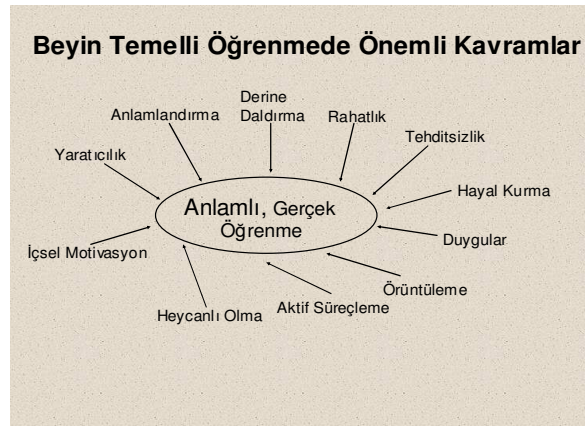 Beyin Temelli Öğrenmede Önemli Kavramlar
Derine
Daldırma
Anlamlandırma
Rahatlık
Tehditsizlik
Yaratıcılık
Hayal Kurma
Anlamlı, Gerçek
Öğrenme
Duygular
İçsel Motivasyon
Örüntüleme
Aktif Süreçleme
Heycanlı Olma